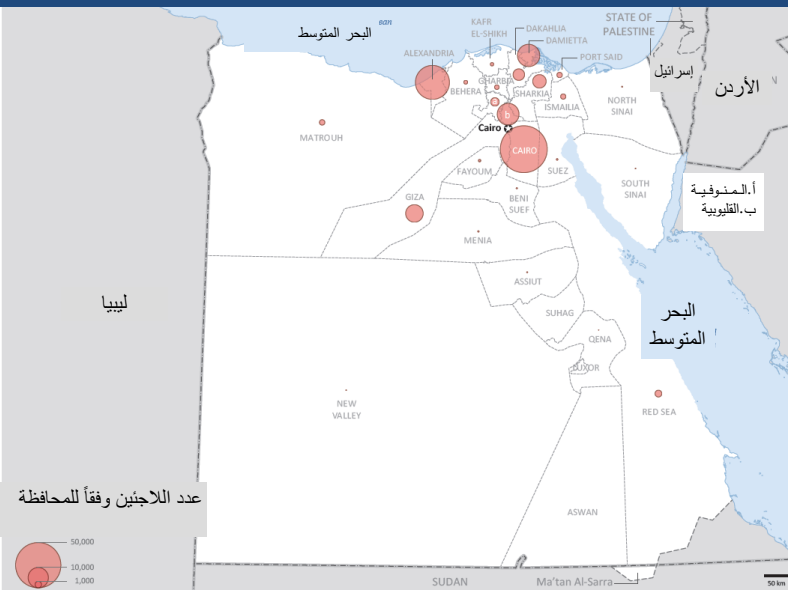 ean
البحر المتوسط
KAFR
EL-SHIKH
DAKAHLIA
DAMIETTA
STATE OF
PALESTINE
ALEXANDRIA
PORT SAID
إسرائيل
الأردن
BEHERA
GHARBIA
SHARKIA
ISMAILIA
NORTH
SINAI
MATROUH
b
Cairo
CAIRO
FAYOUM
SUEZ
SOUTH
SINAI
أ.الـمـنـوفـيـة
ب.القليوبية
GIZA
BENI
SUEF
MENIA
ليبيا
ASSIUT
البحر
المتوسط
SUHAG
QENA
LUXOR
NEW
VALLEY
RED SEA
عدد اللاجئين وفقاً للمحافظة
ASWAN
50,000
10,000
1,000
SUDAN
Ma'tan Al-Sarra
50 km